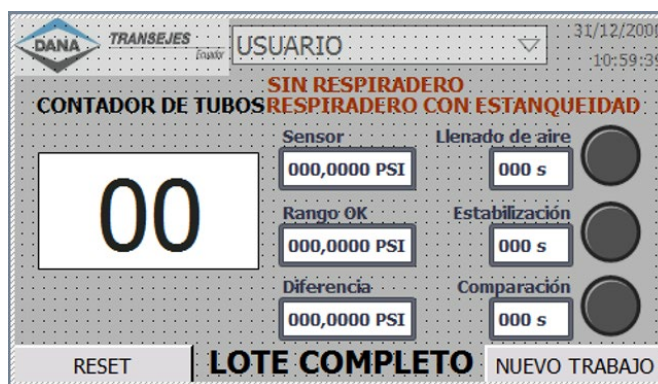 DANA TRANSEJES Ecuador USUARIO 31/12/200
10:59:39
SIN RESPIRADERO
CONTADOR DE TUBOS RESPIRADERO CON ESTANQUEIDAD
Sensor Llenado de aire
000,0000 PSI 000 s
00
Rango OK Estabilización
000,0000 PSI 000 s
Diferencia Comparación
000,0000 PSI 000 s
RESET LOTE COMPLETO NUEVO TRABAJO